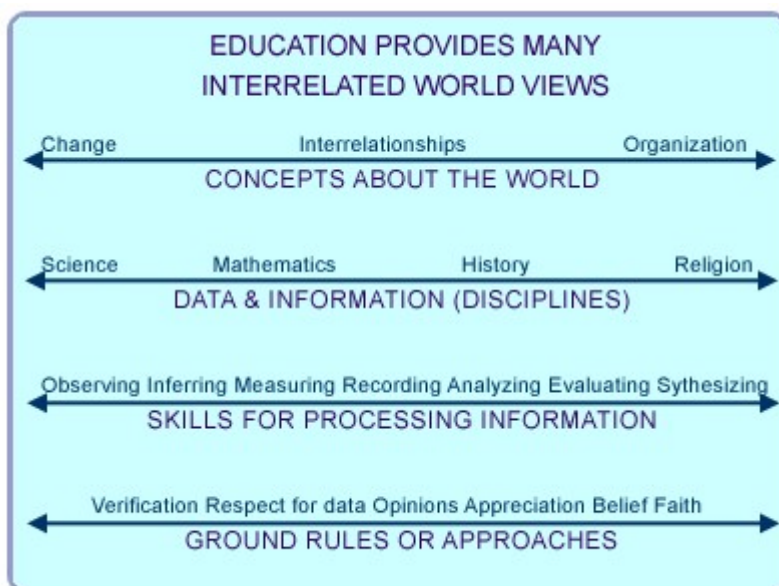 EDUCATION PROVIDES MANY
INTERRELATED WORLD VIEWS
Change Interrelationships Organization
CONCEPTS ABOUT THE WORLD
Science Mathematics History Religion
DATA & INFORMATION (DISCIPLINES)
Observing Inferring Measuring Recording Analyzing Evaluating Sythesizing
SKILLS FOR PROCESSING INFORMATION
Verification Respect for data Opinions Appreciation Belief Faith
GROUND RULES OR APPROACHES